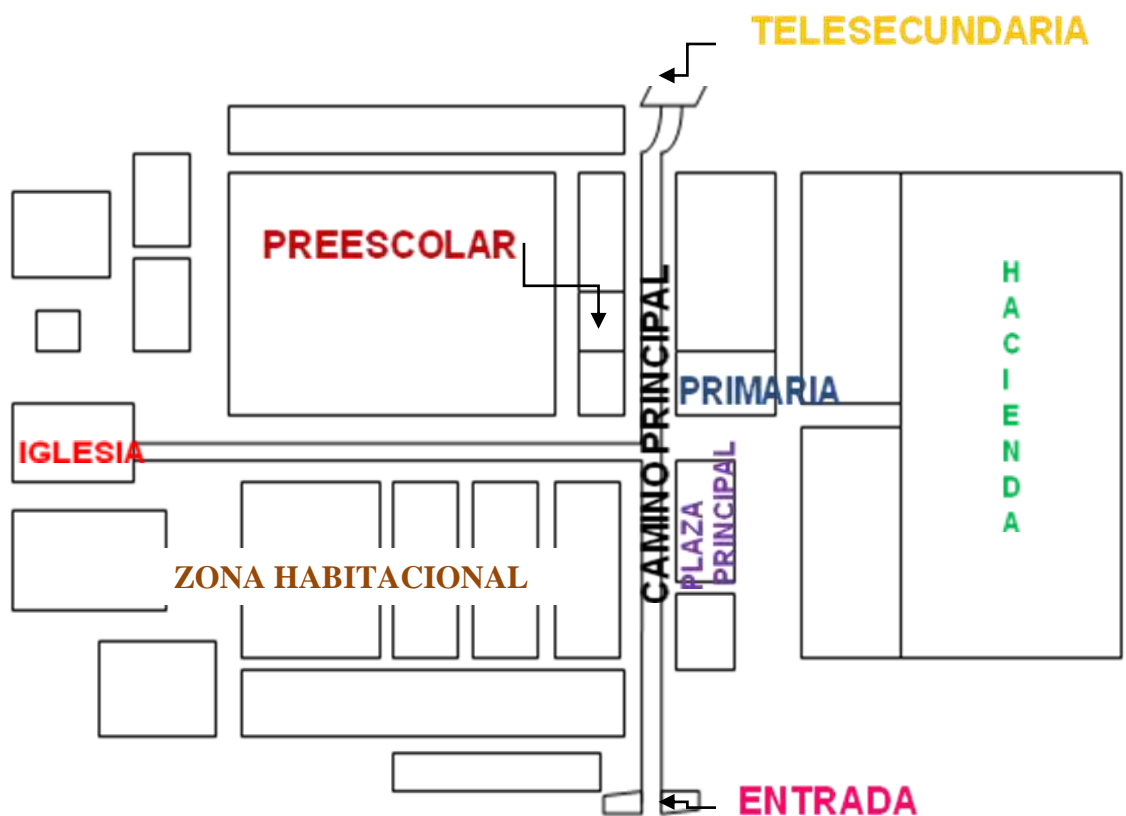 TELESECUNDARIA
PREESCOLAR
HACIENDA
CAMINO PRINCIPAL
PRIMARIA
IGLESIA
PLAZA
PRINCIPAL
ZONA HABITACIONAL
ENTRADA